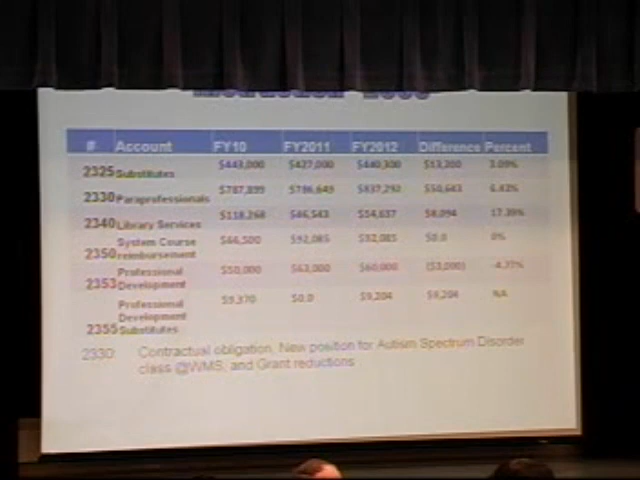 # Account FY10 FY2011 FY2012 Difference Percent
2325 Substitutes $443,000 $427,000 $440,300 $13,200 3.09%
2330 Paraprofessionals $787,899 $786,649 $837,292 $50,643 6.43%
2340 Library Services $118,268 $46,543 $54,637 $8,094 17.39%
2350 System Course reimbursement $66,500 $92,085 $92,085 $0.0 0%
2353 Professional Development $50,000 $63,000 $60,000 ($3,000)
2355 Professional Development Substitutes $9,370 $0.0 $9,204 $9,204 NA
2330: Contractual obligation, New position for Autism Spectrum Disorder
class @WMS, and Grant reductions